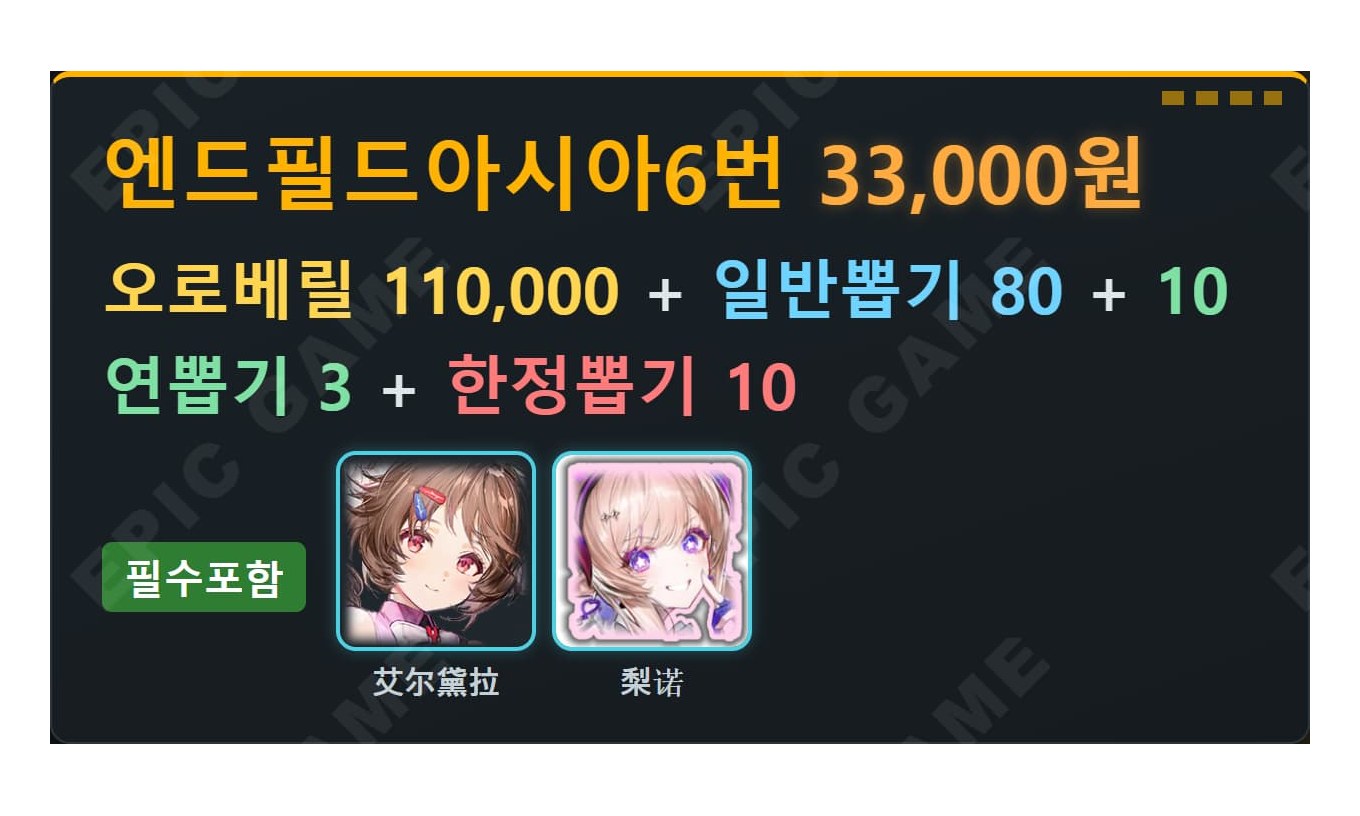 엔드필드아시아6번 33,000원
오로베릴 110,000 + 일반뽑기 80 + 10
연뽑기 3 + 한정뽑기 10
필수포함
艾尔黛拉
梨诺
EPIC GAME